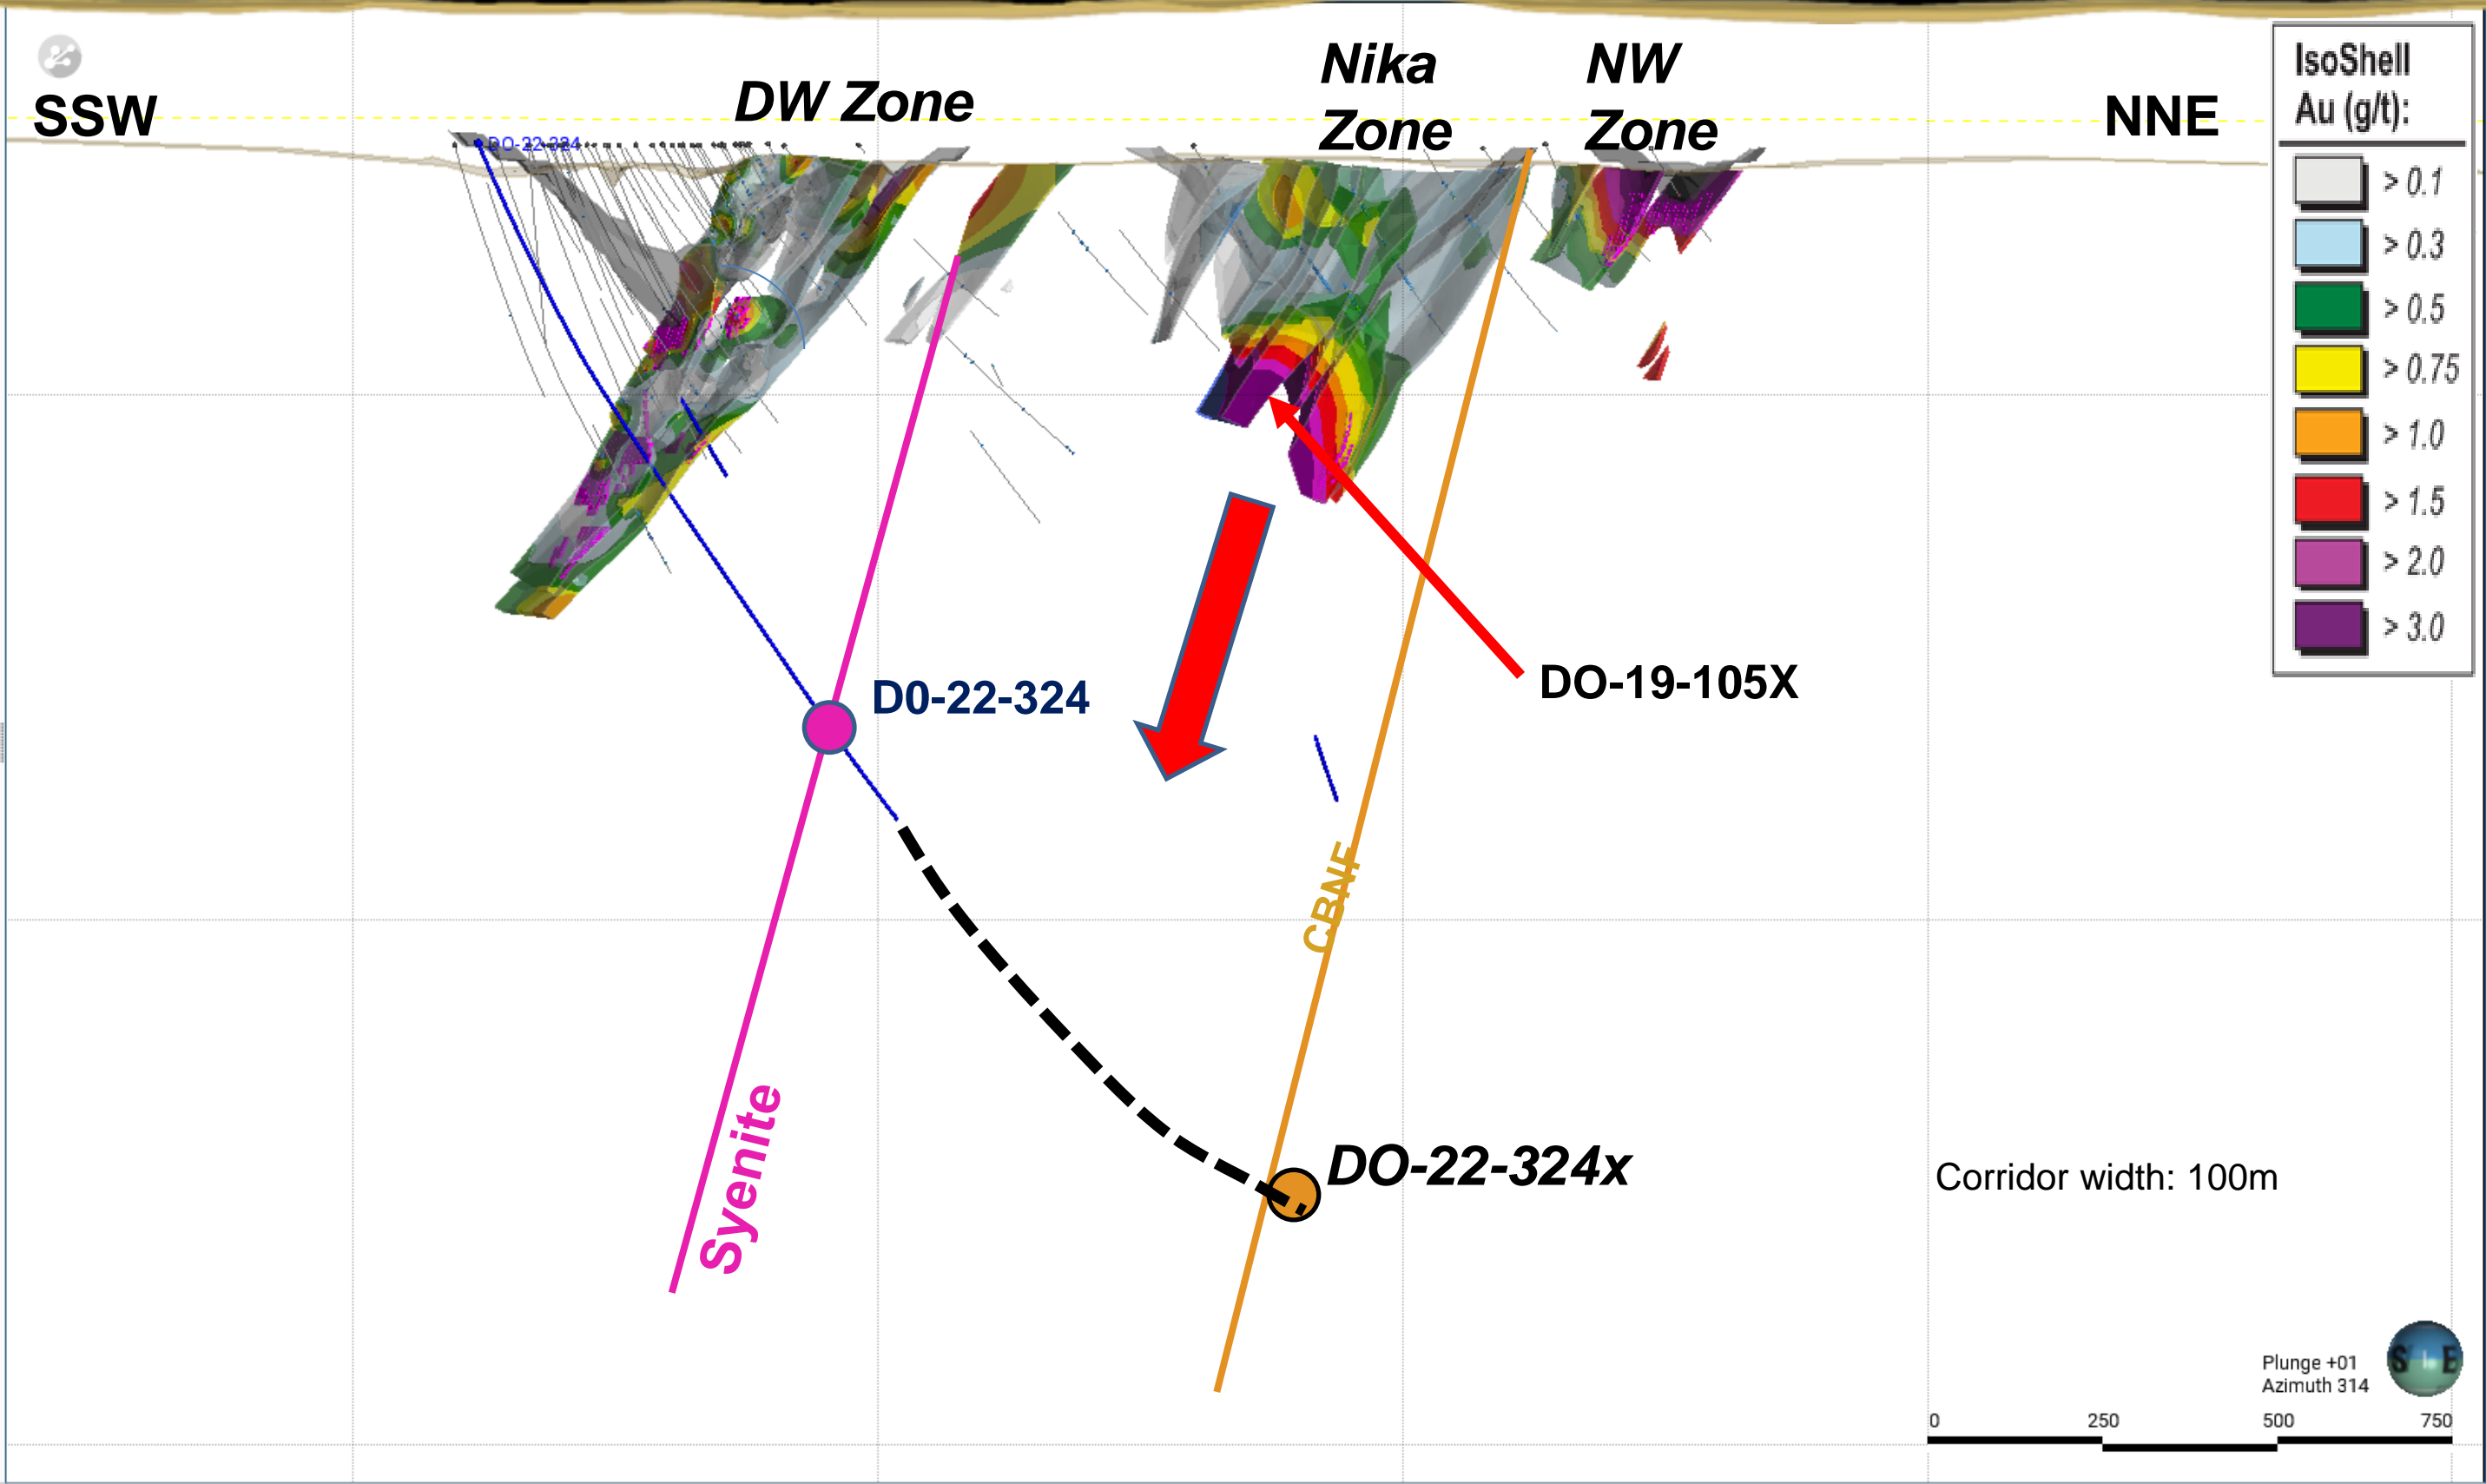 Nika
Zone
NW
Zone
DW Zone
SSW
NNE
DO-22-324
IsoShell
Au (g/t):
> 0.1
> 0.3
> 0.5
> 0.75
> 1.0
> 1.5
> 2.0
> 3.0
D0-22-324
DO-19-105X
CBNF
Syenite
DO-22-324x
Corridor width: 100m
Plunge +01
Azimuth 314
S E
0 250 500 750